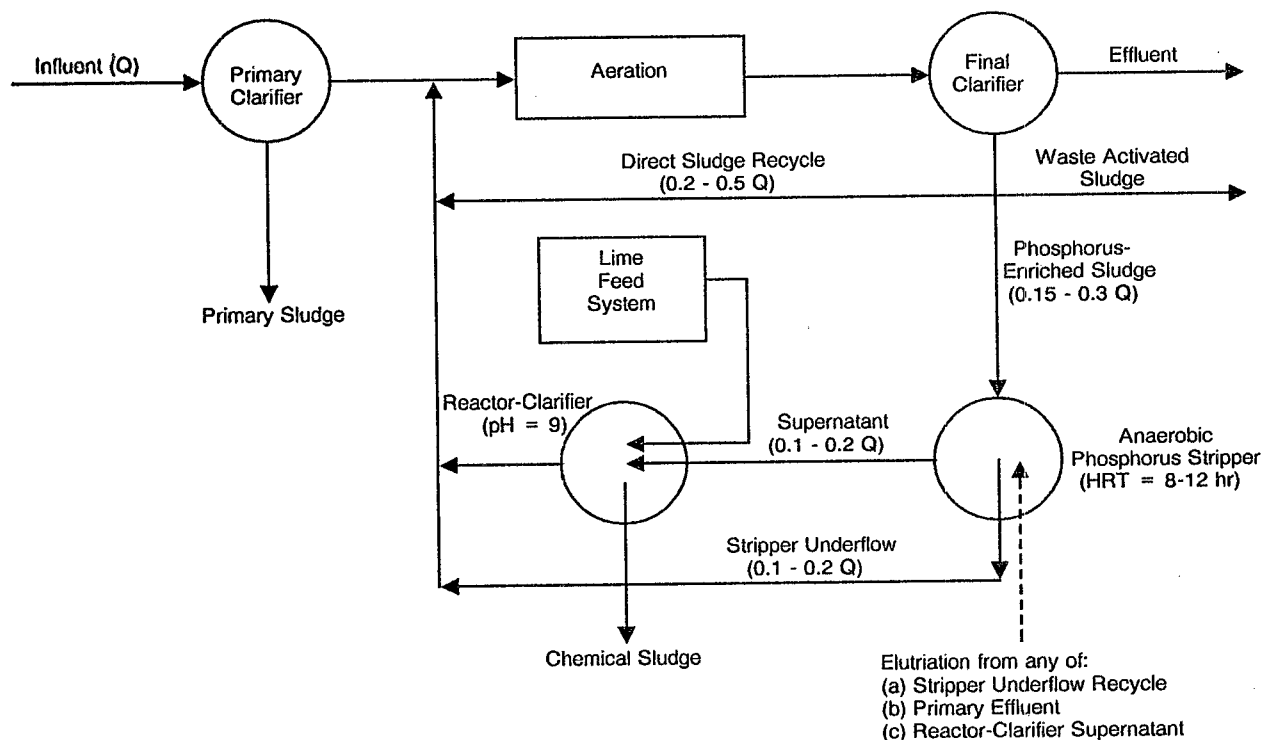 Influent (Q)
Primary
Clarifier
Aeration
Final
Clarifier
Effluent
Direct Sludge Recycle
(0.2 - 0.5 Q)
Waste Activated
Sludge
Lime
Feed
System
Phosphorus-
Enriched Sludge
(0.15 - 0.3 Q)
Primary Sludge
Reactor-Clarifier
(pH = 9)
Supernatant
(0.1 - 0.2 Q)
Anaerobic
Phosphorus Stripper
(HRT = 8-12 hr)
Stripper Underflow
(0.1 - 0.2 Q)
Chemical Sludge
Elutriation from any of:
(a) Stripper Underflow Recycle
(b) Primary Effluent
(c) Reactor-Clarifier Supernatant